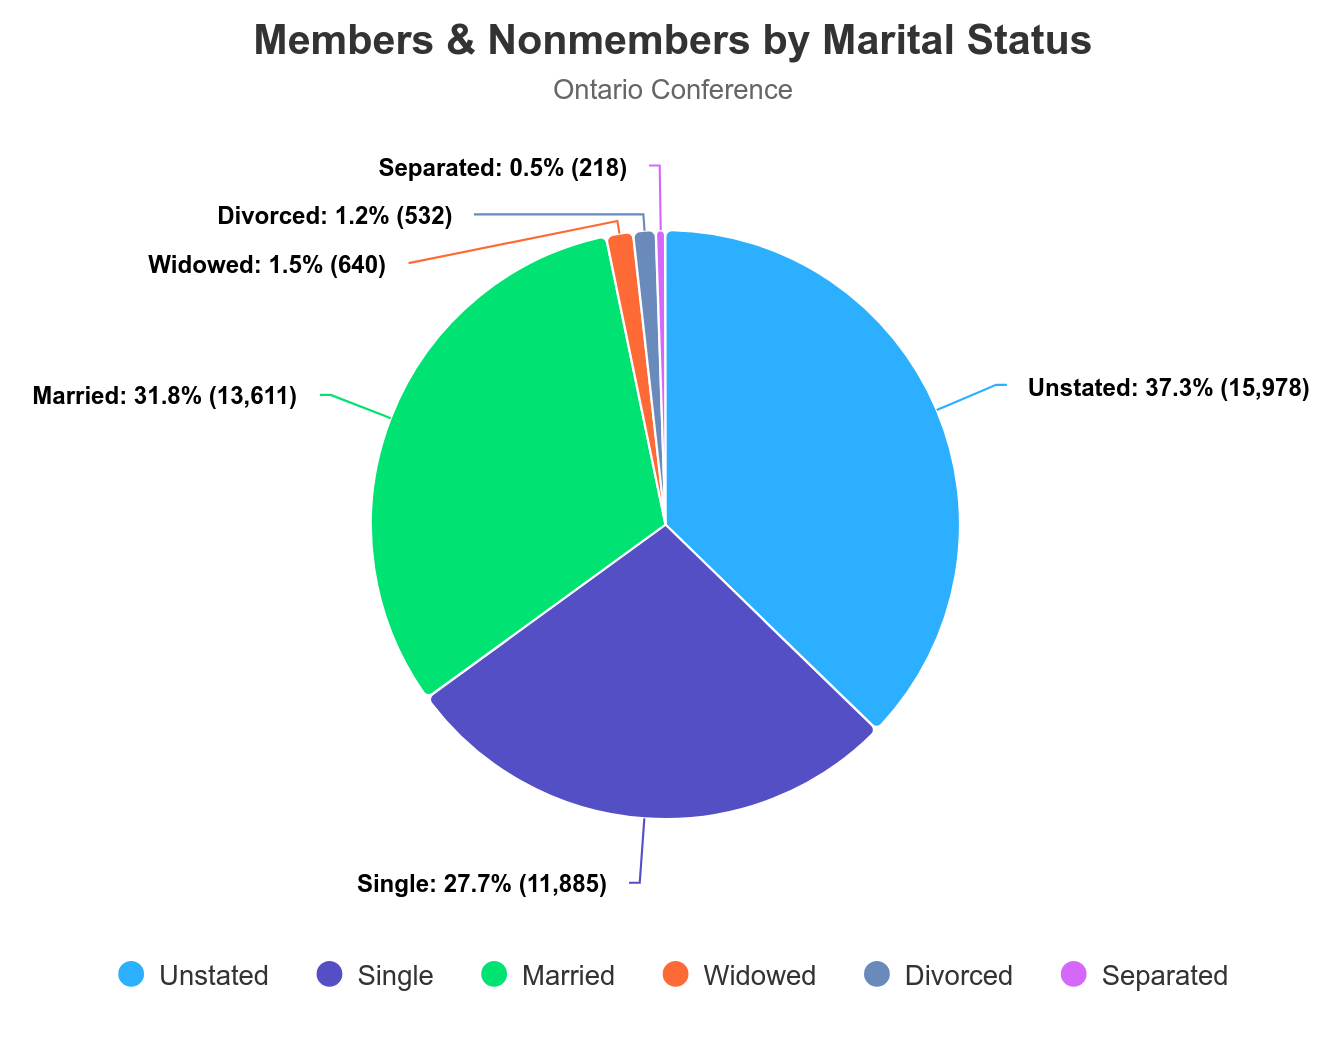 Members & Nonmembers by Marital Status
Ontario Conference
Separated: 0.5% (218)
Divorced: 1.2% (532)
Widowed: 1.5% (640)
Unstated: 37.3% (15,978)
Married: 31.8% (13,611)
Single: 27.7% (11,885)
Unstated Single Married Widowed Divorced Separated